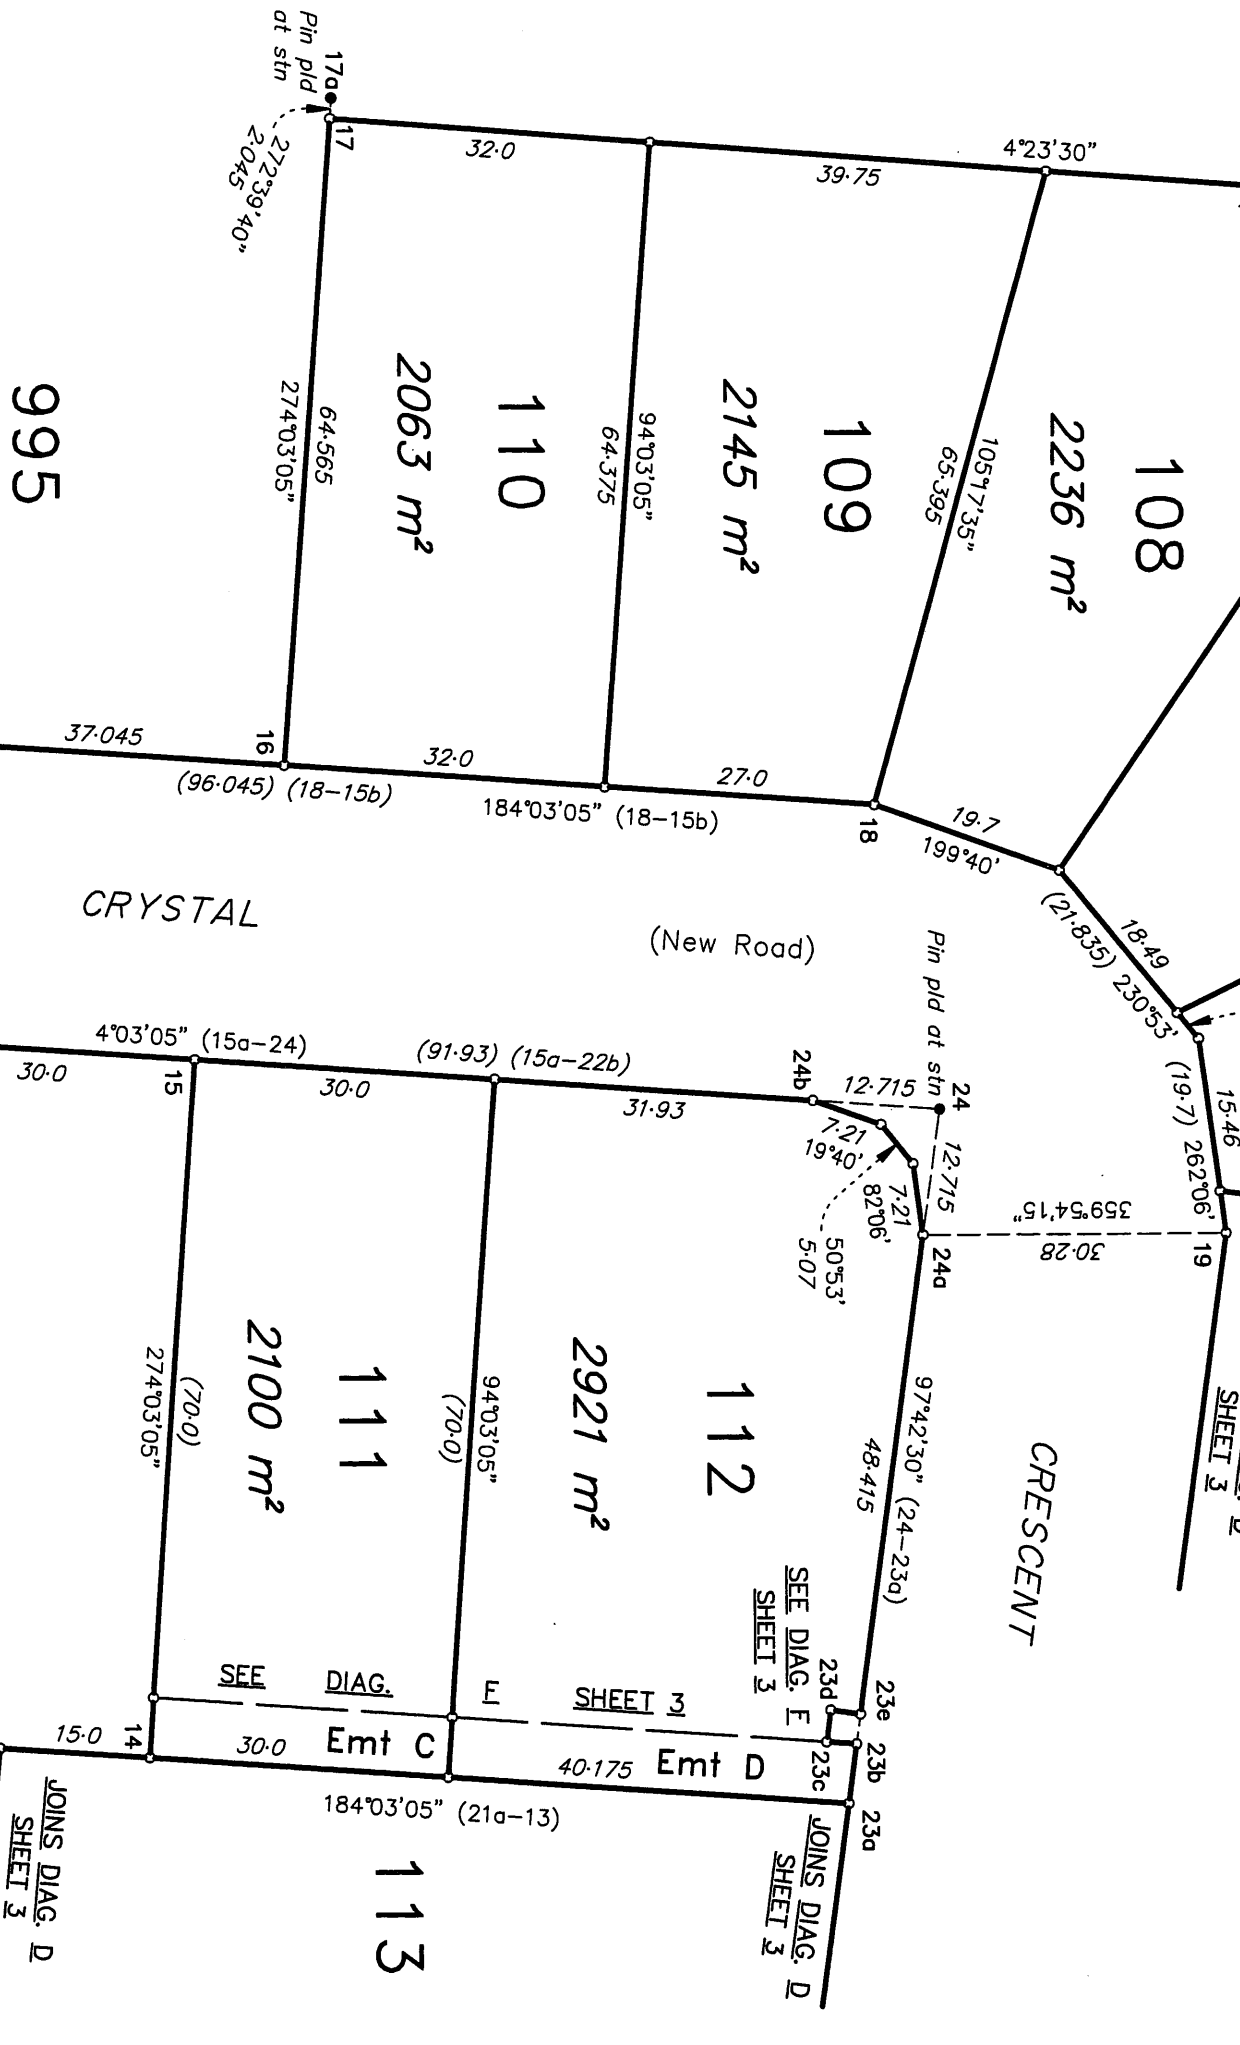 Pin pld
at stn
17a
17
272°39'40"
2·045
32·0
39·75
4°23'30"
108
2236 m²
105°17'35"
65·395
109
2145 m²
94°03'05"
64·375
110
2063 m²
64·565
274°03'05"
995
37·045
16
(96·045) (18-15b)
32·0
184°03'05" (18-15b)
27·0
18
19·7
199°40'
18·49
(21·835) 230°53'
15·46
(19·7) 262°06'
19
CRYSTAL
(New Road)
Pin pld at stn
24
12·715
12·715
24b
24a
359°54'15"
30·28
4°03'05" (15a-24)
30·0
15
30·0
(91·93) (15a-22b)
31·93
7·21
19°40'
7·21
82°06'
50°53'
5·07
97°42'30" (24-23a)
48·415
CRESCENT
D
SHEET 3
112
2921 m²
94°03'05"
(70·0)
111
2100 m²
(70·0)
274°03'05"
SEE DIAG. F
SHEET 3
SEE DIAG. F SHEET 3
23d
23e
23b
23c
23a
15·0
14
30·0
Emt C
40·175
Emt D
184°03'05" (21a-13)
113
JOINS DIAG. D
SHEET 3
JOINS DIAG. D
SHEET 3